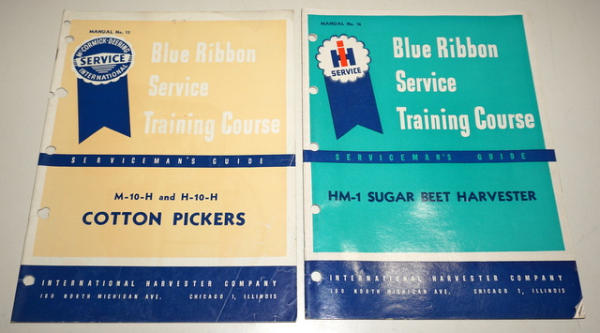 MANUAL No. 15
McCORMICK-DEERING
SERVICE
INTERNATIONAL
Blue Ribbon
Service
Training Course
SERVICEMAN'S GUIDE
M-10-H and H-10-H
COTTON PICKERS
INTERNATIONAL HARVESTER COMPANY
180 NORTH MICHIGAN AVE. CHICAGO 1, ILLINOIS
MANUAL No. 16
IH
SERVICE
Blue Ribbon
Service
Training Course
SERVICEMAN'S GUIDE
HM-1 SUGAR BEET HARVESTER
INTERNATIONAL HARVESTER COMPANY
180 NORTH MICHIGAN AVE. CHICAGO 1, ILLINOIS